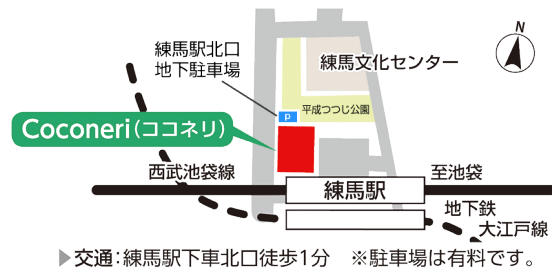 N
練馬駅北口
地下駐車場
練馬文化センター
P
平成つつじ公園
Coconeri（ココネリ）
西武池袋線
至池袋
練馬駅
地下鉄
大江戸線
▶交通：練馬駅下車北口徒歩1分　※駐車場は有料です。